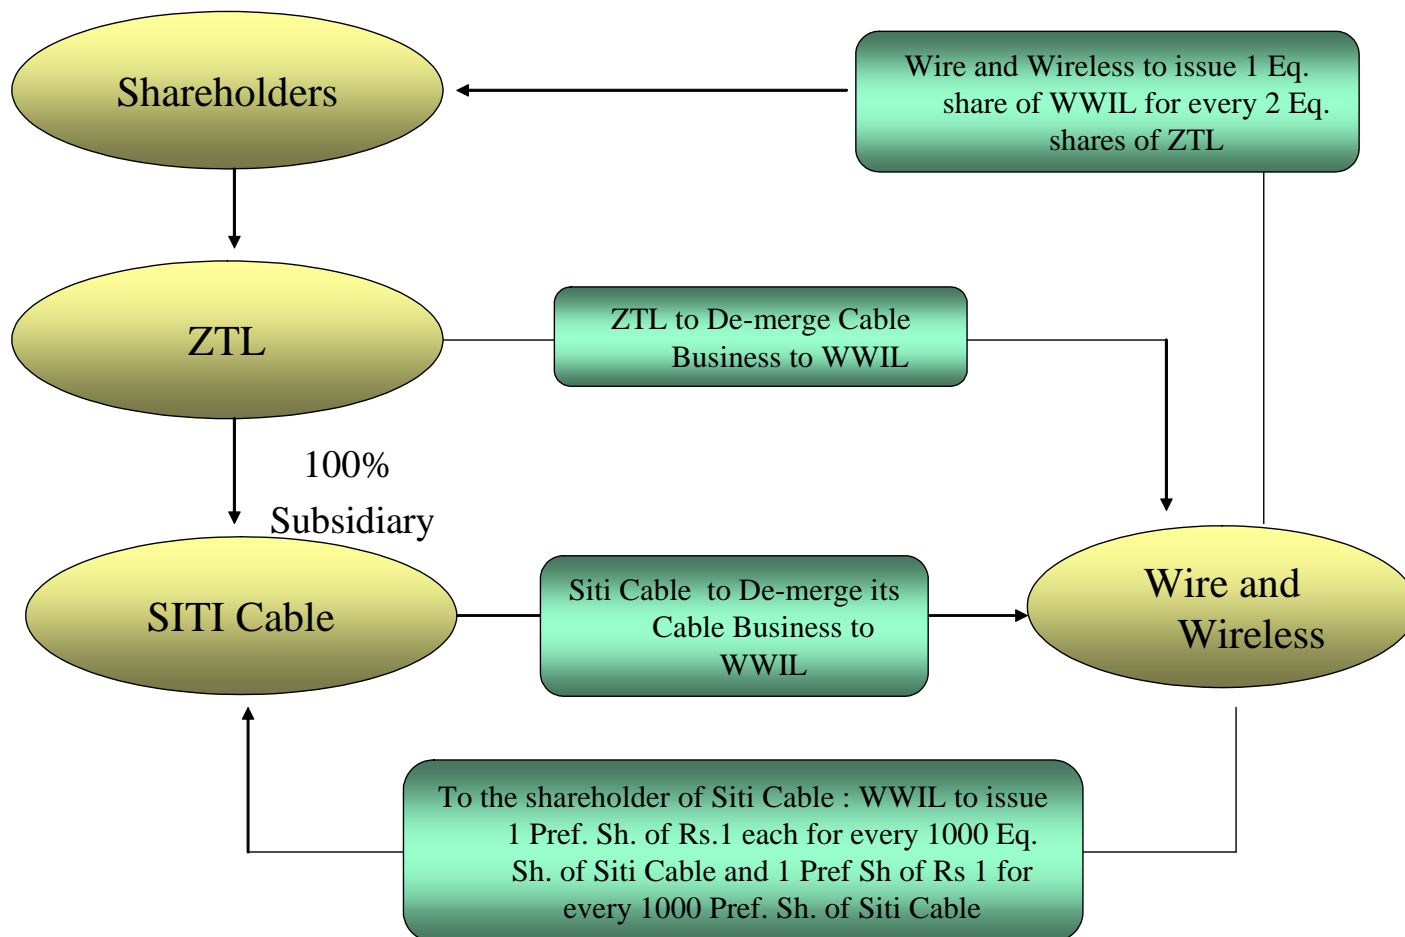 Shareholders
Wire and Wireless to issue 1 Eq.
share of WWIL for every 2 Eq.
shares of ZTL
ZTL
ZTL to De-merge Cable
Business to WWIL
100%
Subsidiary
SITI Cable
Siti Cable to De-merge its
Cable Business to
WWIL
Wire and
Wireless
To the shareholder of Siti Cable : WWIL to issue
1 Pref. Sh. of Rs.1 each for every 1000 Eq.
Sh. of Siti Cable and 1 Pref Sh of Rs 1 for
every 1000 Pref. Sh. of Siti Cable